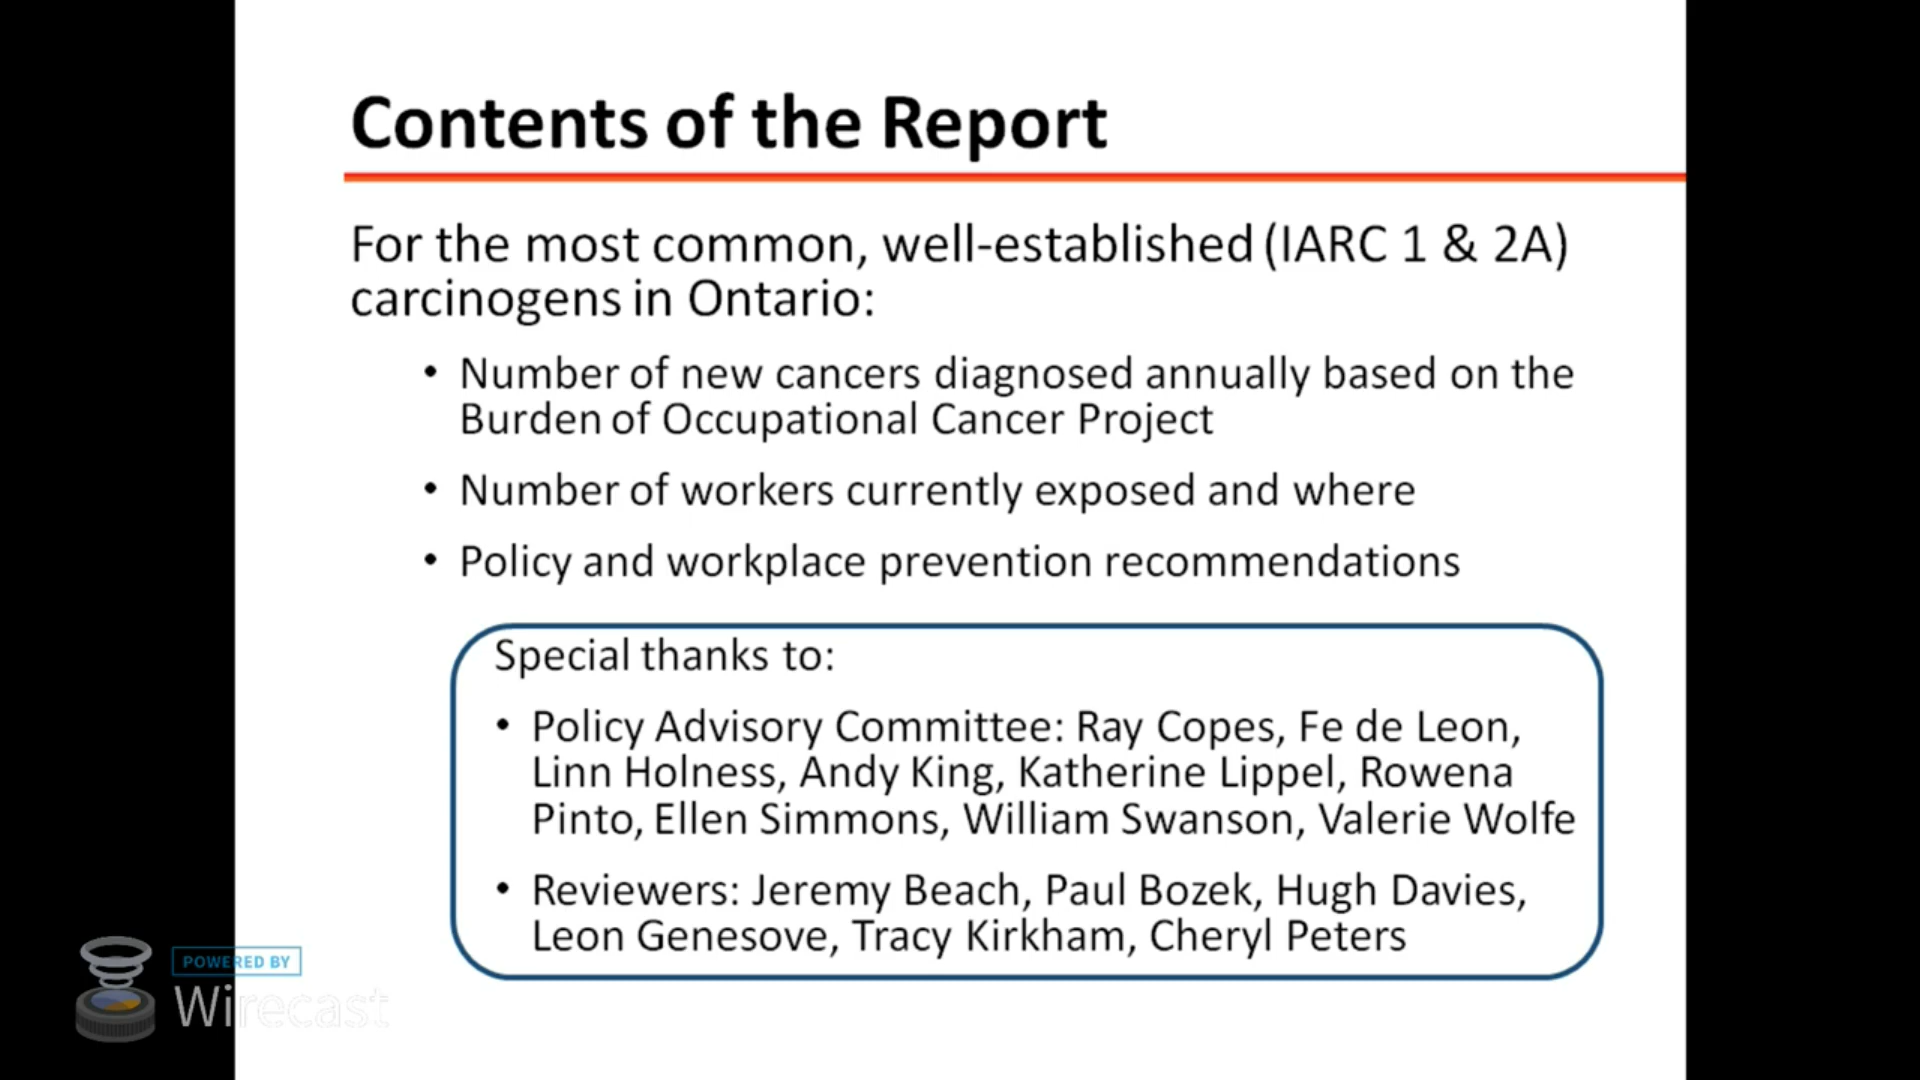 Contents of the Report
For the most common, well-established (IARC 1 & 2A)
carcinogens in Ontario:
• Number of new cancers diagnosed annually based on the
Burden of Occupational Cancer Project
• Number of workers currently exposed and where
• Policy and workplace prevention recommendations
Special thanks to:
• Policy Advisory Committee: Ray Copes, Fe de Leon,
Linn Holness, Andy King, Katherine Lippel, Rowena
Pinto, Ellen Simmons, William Swanson, Valerie Wolfe
• Reviewers: Jeremy Beach, Paul Bozek, Hugh Davies,
Leon Genesove, Tracy Kirkham, Cheryl Peters
POWERED BY
Wirecast